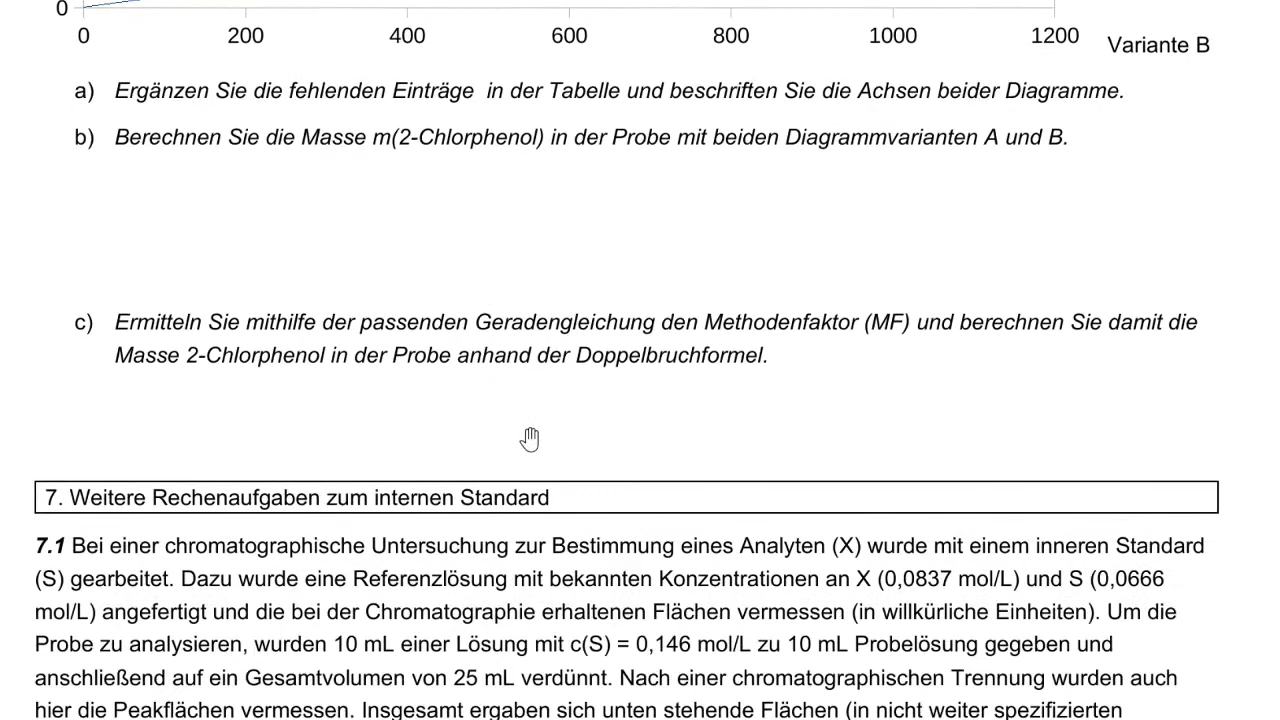 0
0 200 400 600 800 1000 1200 Variante B
a) Ergänzen Sie die fehlenden Einträge in der Tabelle und beschriften Sie die Achsen beider Diagramme.
b) Berechnen Sie die Masse m(2-Chlorphenol) in der Probe mit beiden Diagrammvarianten A und B.
c) Ermitteln Sie mithilfe der passenden Geradengleichung den Methodenfaktor (MF) und berechnen Sie damit die
Masse 2-Chlorphenol in der Probe anhand der Doppelbruchformel.
7. Weitere Rechenaufgaben zum internen Standard
7.1 Bei einer chromatographische Untersuchung zur Bestimmung eines Analyten (X) wurde mit einem inneren Standard
(S) gearbeitet. Dazu wurde eine Referenzlösung mit bekannten Konzentrationen an X (0,0837 mol/L) und S (0,0666
mol/L) angefertigt und die bei der Chromatographie erhaltenen Flächen vermessen (in willkürliche Einheiten). Um die
Probe zu analysieren, wurden 10 mL einer Lösung mit c(S) = 0,146 mol/L zu 10 mL Probelösung gegeben und
anschließend auf ein Gesamtvolumen von 25 mL verdünnt. Nach einer chromatographischen Trennung wurden auch
hier die Peakflächen vermessen. Insgesamt ergaben sich unten stehende Flächen (in nicht weiter spezifizierten